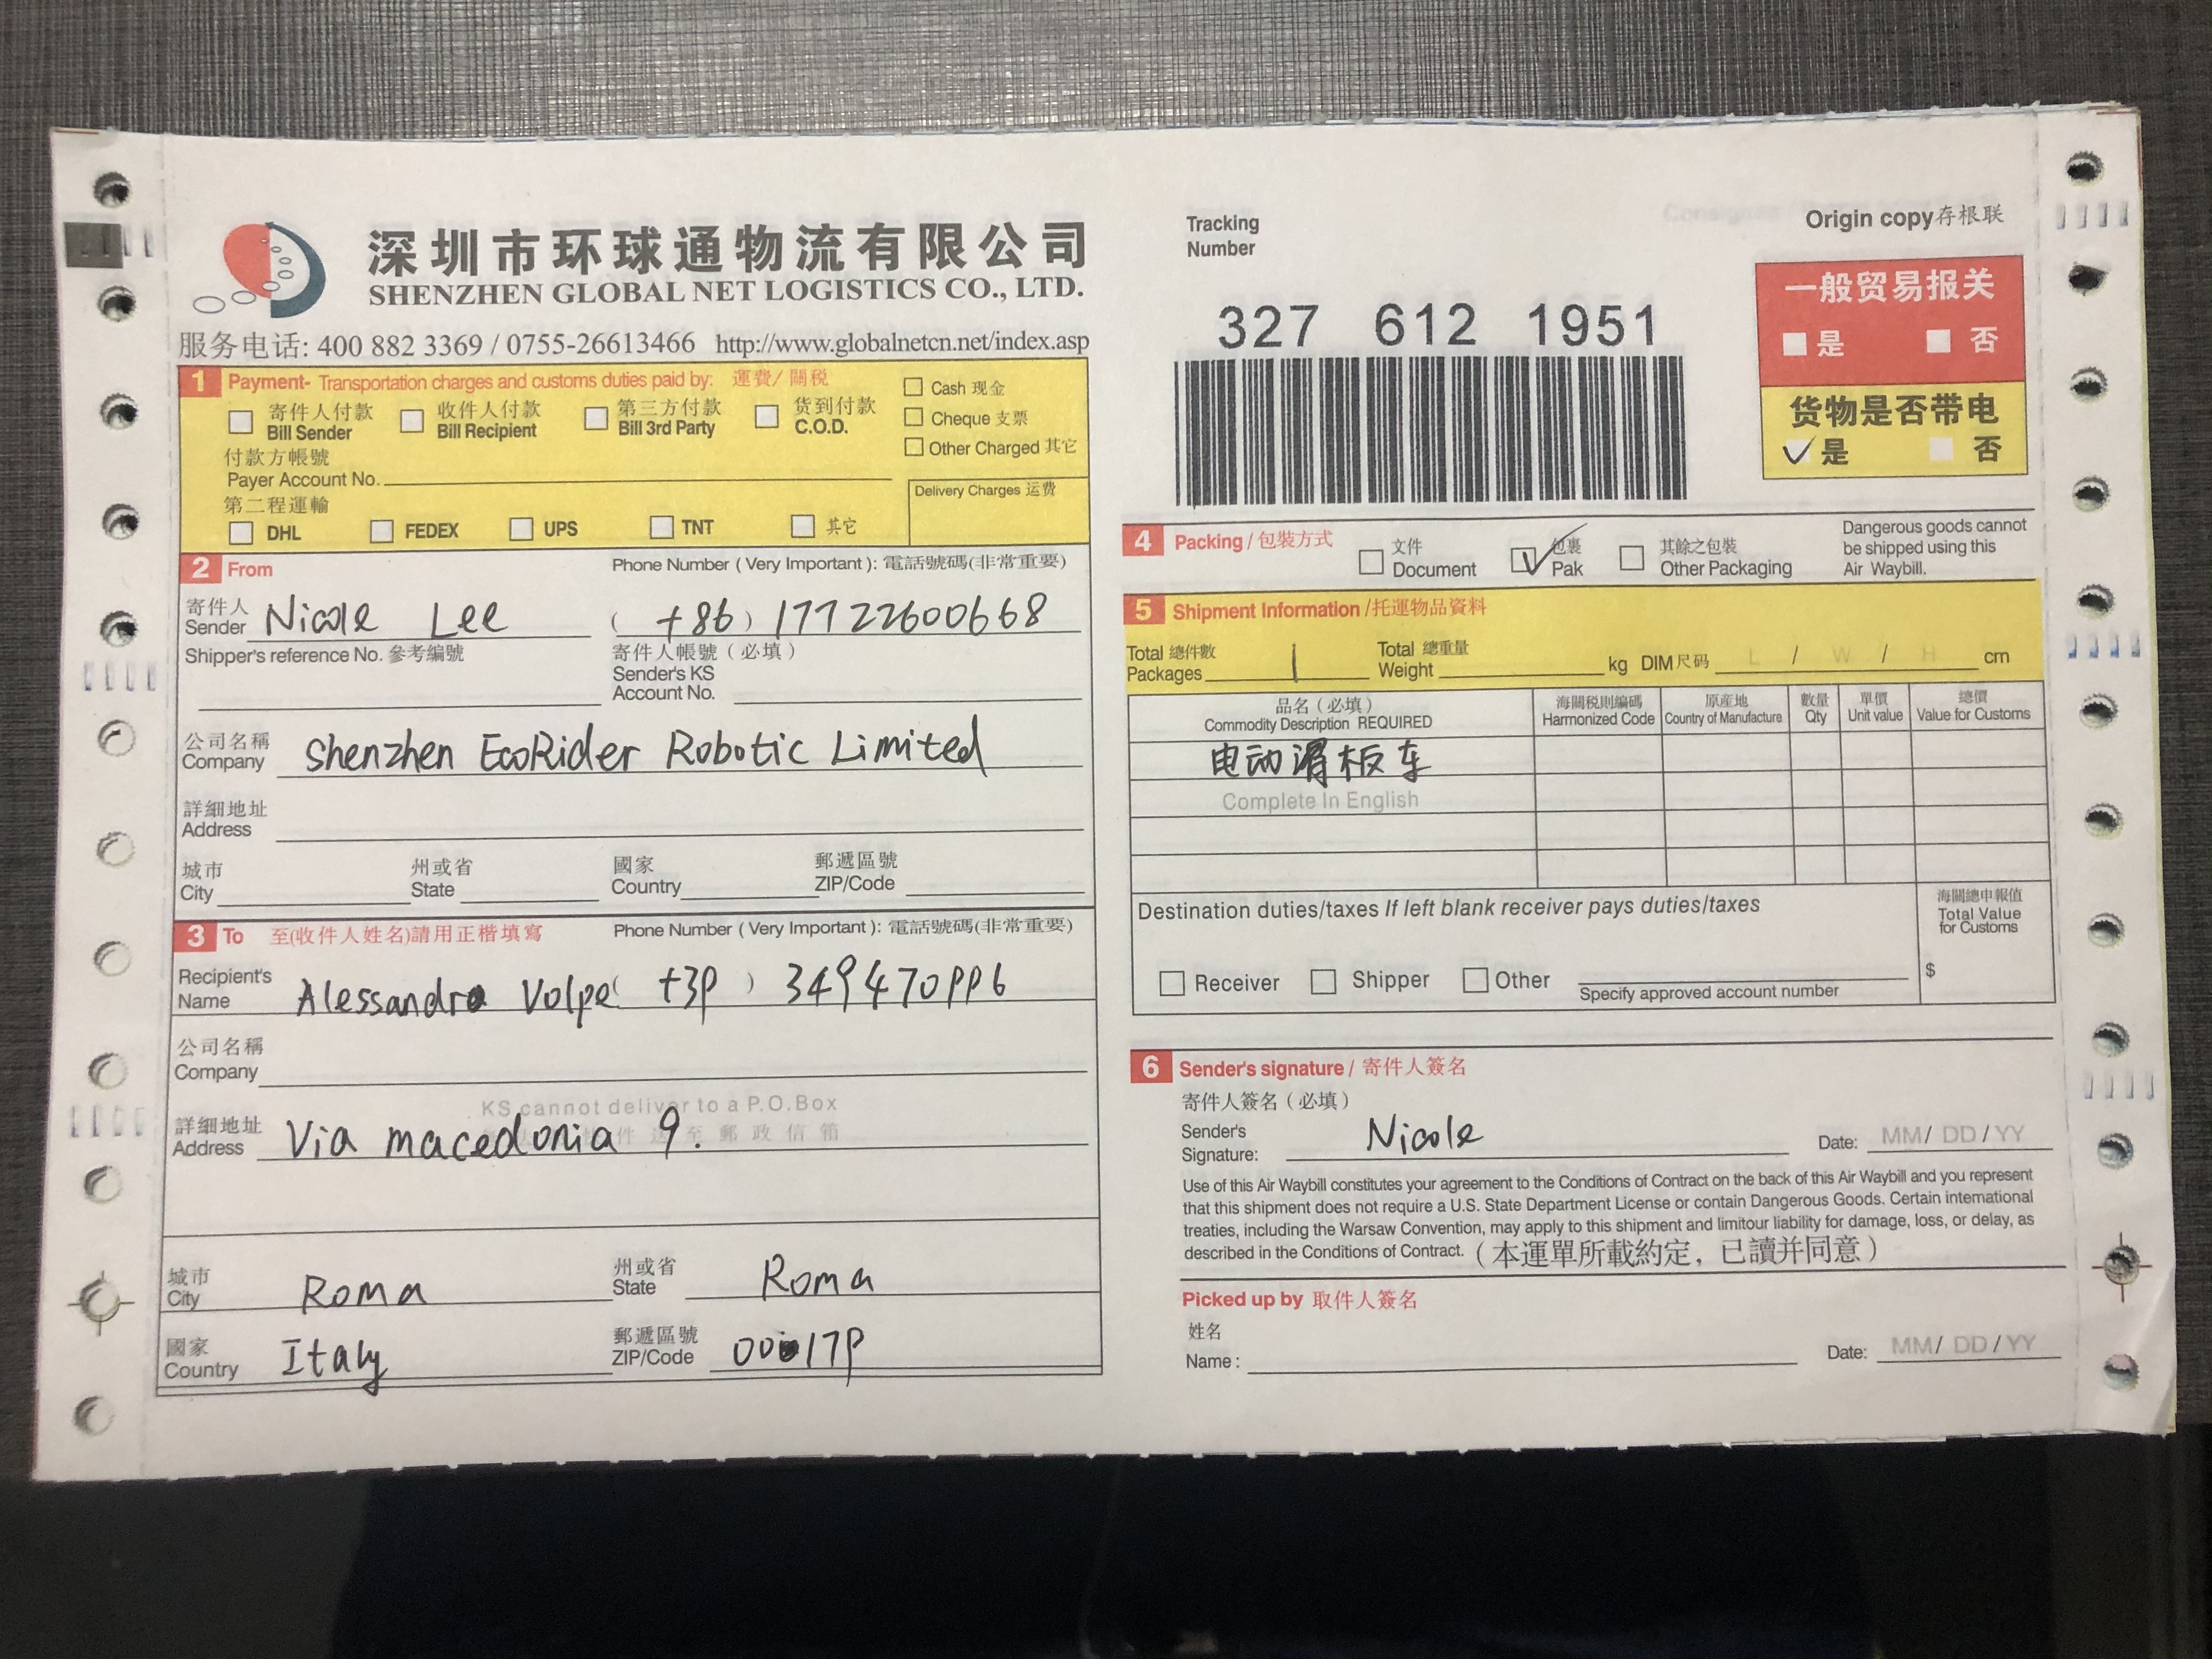 深圳市环球通物流有限公司
SHENZHEN GLOBAL NET LOGISTICS CO., LTD.
服务电话: 400 882 3369 / 0755-26613466 http://www.globalnetcn.net/index.asp
1 Payment- Transportation charges and customs duties paid by: 運費/ 關税
寄件人付款 收件人付款 第三方付款 货到付款
Bill Sender Bill Recipient Bill 3rd Party C.O.D.
Cash 现金
Cheque 支票
Other Charged 其它
付款方帳號
Payer Account No.
Delivery Charges 运费
第二程運輸
DHL FEDEX UPS TNT 其它
2 From Phone Number ( Very Important ): 電話號碼(非常重要)
寄件人
Sender Nicole Lee ( +86 ) 17722600668
Shipper's reference No. 參考編號
寄件人帳號（必填）
Sender's KS
Account No.
公司名稱
Company Shenzhen EcoRider Robotic Limited
詳細地址
Address
城市 州或省 國家 郵遞區號
City State Country ZIP/Code
3 To 至(收件人姓名)請用正楷填寫 Phone Number ( Very Important ): 電話號碼(非常重要)
Recipient's
Name Alessandro Volpe ( +39 ) 349470996
公司名稱
Company
KS cannot deliver to a P.O.Box
件 送 至 郵 政 信 箱
詳細地址
Address Via macedonia 9.
城市 州或省
City Roma State Roma
國家 郵遞區號
Country Italy ZIP/Code 00179
Tracking
Number
Origin copy存根联
327 612 1951
一般贸易报关
是 否
货物是否带电
是 否
4 Packing / 包裝方式
文件 包裹 其餘之包裝
Document Pak Other Packaging
Dangerous goods cannot
be shipped using this
Air Waybill.
5 Shipment Information /托運物品資料
Total 總件數 Total 總重量
Packages 1 Weight kg DIM尺码 L / W / H cm
品名（必填） 海關税則編碼 原産地 數量 單價 總價
Commodity Description REQUIRED Harmonized Code Country of Manufacture Qty Unit value Value for Customs
电动滑板车
Complete In English
Destination duties/taxes If left blank receiver pays duties/taxes
海關總申報值
Total Value
for Customs
$
Receiver Shipper Other
Specify approved account number
6 Sender's signature / 寄件人簽名
寄件人簽名（必填）
Sender's
Signature: Nicole Date: MM/ DD / YY
Use of this Air Waybill constitutes your agreement to the Conditions of Contract on the back of this Air Waybill and you represent
that this shipment does not require a U.S. State Department License or contain Dangerous Goods. Certain international
treaties, including the Warsaw Convention, may apply to this shipment and limitour liability for damage, loss, or delay, as
described in the Conditions of Contract.（本運單所載約定，已讀并同意）
Picked up by 取件人簽名
姓名
Name : Date: MM/ DD / YY